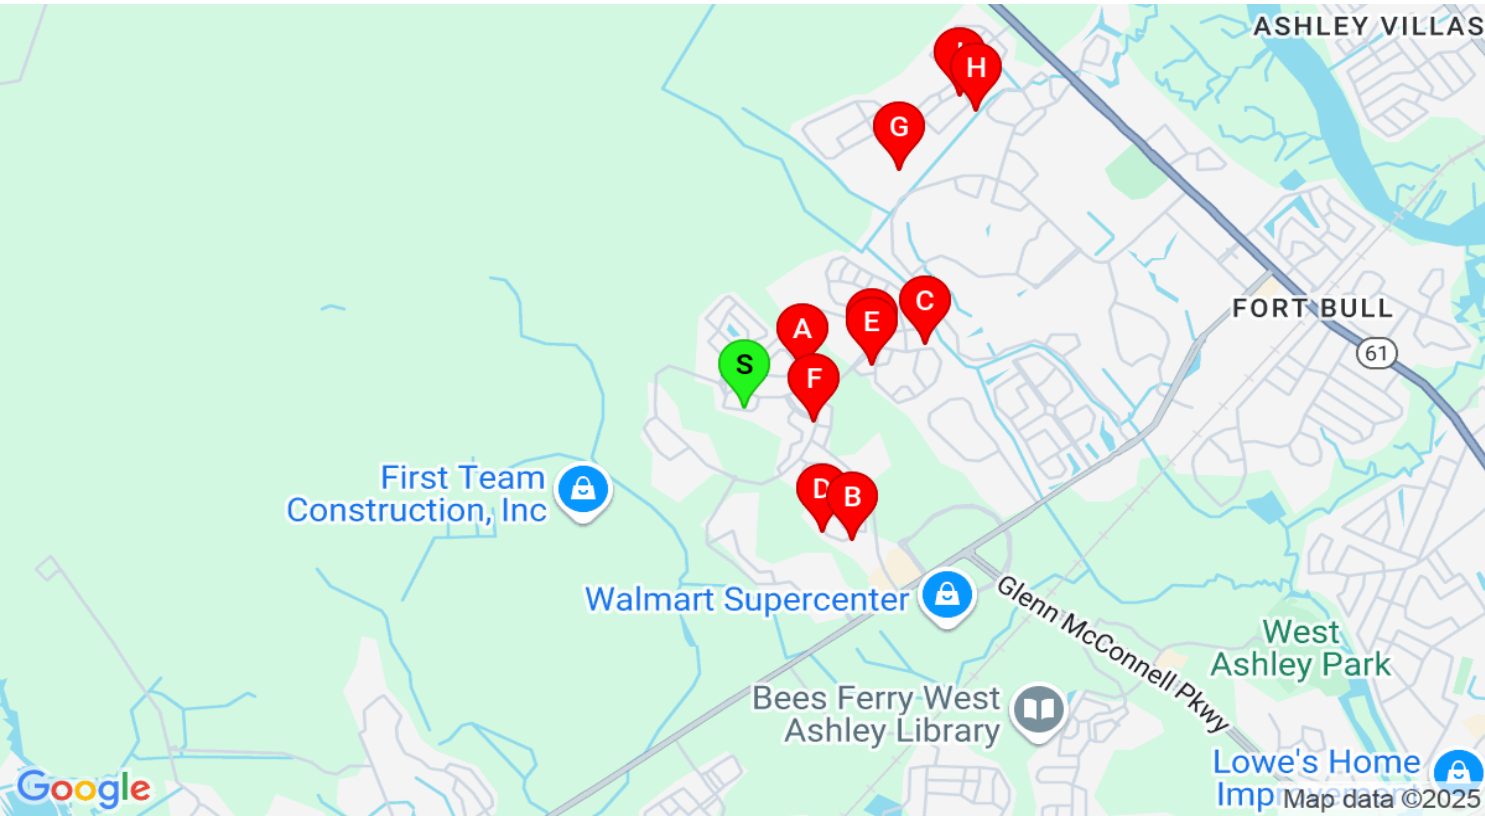 ASHLEY VILLAS
H
G
C
FORT BULL
A
E
61
S
F
First Team
Construction, Inc
D
B
Walmart Supercenter
Glenn McConnell Pkwy
West
Ashley Park
Bees Ferry West
Ashley Library
Lowe's Home
Google
Map data ©2025